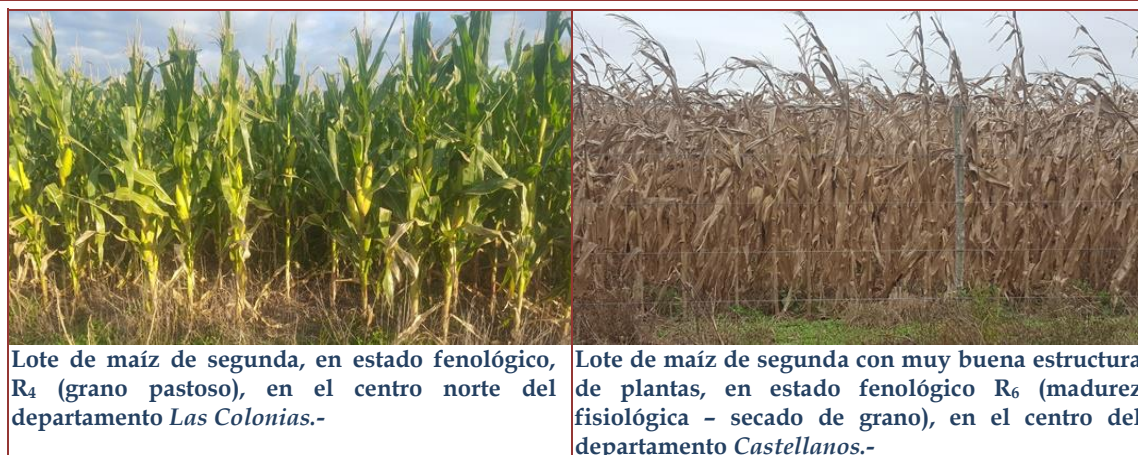 Lote de maíz de segunda, en estado fenológico,
R₄ (grano pastoso), en el centro norte del
departamento Las Colonias.-
Lote de maíz de segunda con muy buena estructura
de plantas, en estado fenológico R₆ (madurez
fisiológica – secado de grano), en el centro del
departamento Castellanos.-